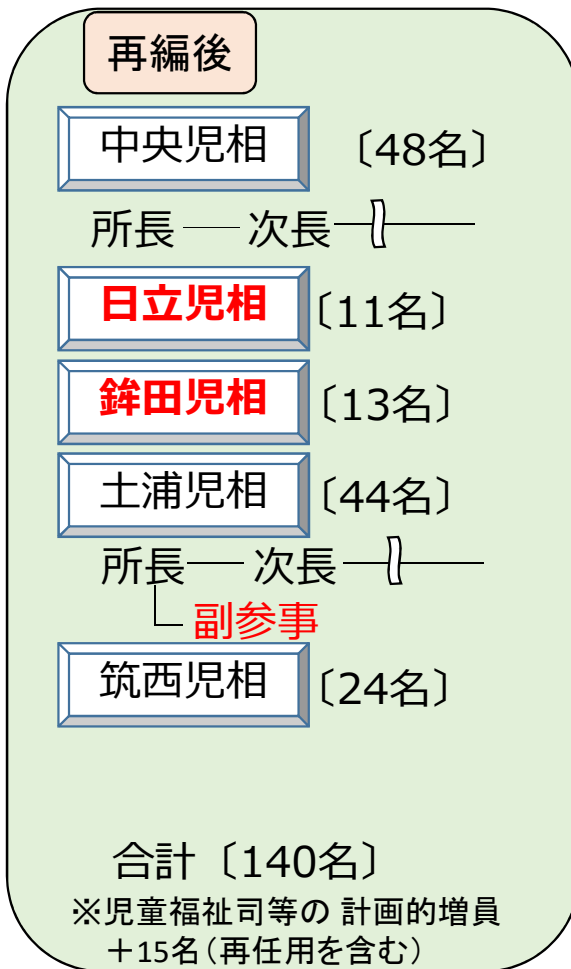 再編後
中央児相 〔48名〕
所長 次長
日立児相 〔11名〕
鉾田児相 〔13名〕
土浦児相 〔44名〕
所長 次長
副参事
筑西児相 〔24名〕
合計〔140名〕
※児童福祉司等の 計画的増員
＋15名（再任用を含む）